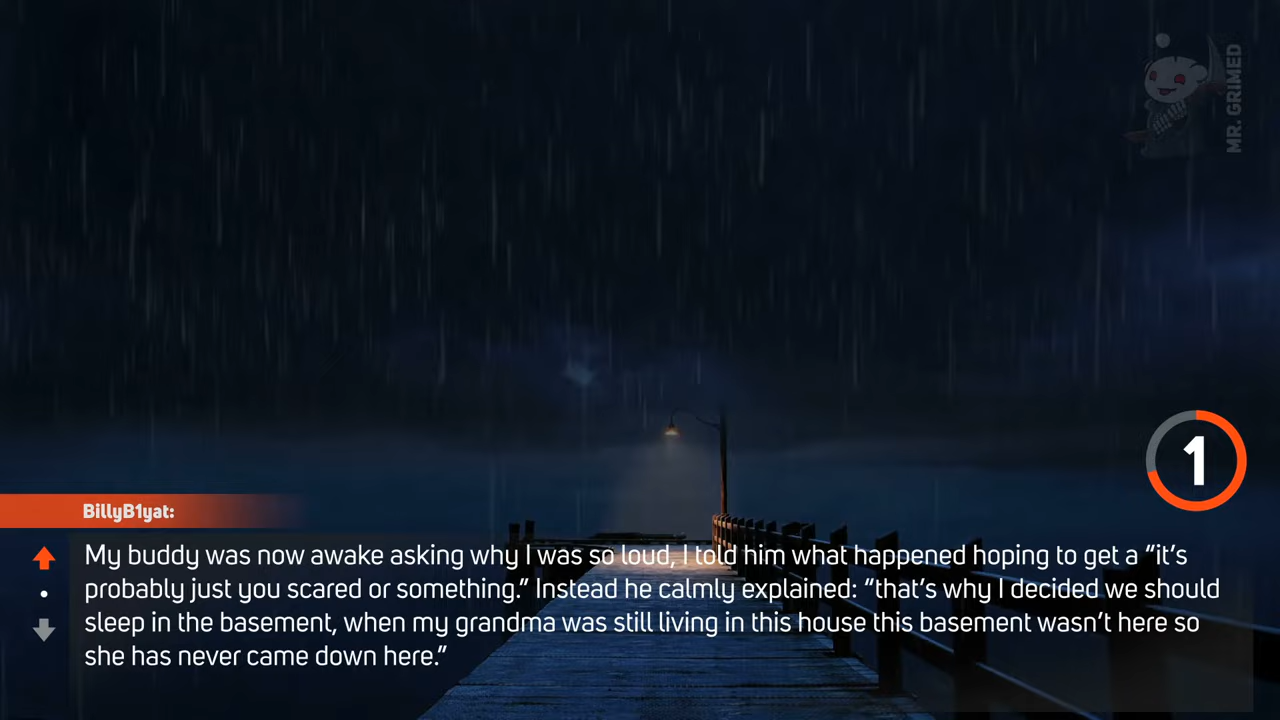 MR. GRIMED
1
BillyB1yat:
My buddy was now awake asking why I was so loud, I told him what happened hoping to get a “it’s
probably just you scared or something.” Instead he calmly explained: “that’s why I decided we should
sleep in the basement, when my grandma was still living in this house this basement wasn’t here so
she has never came down here.”